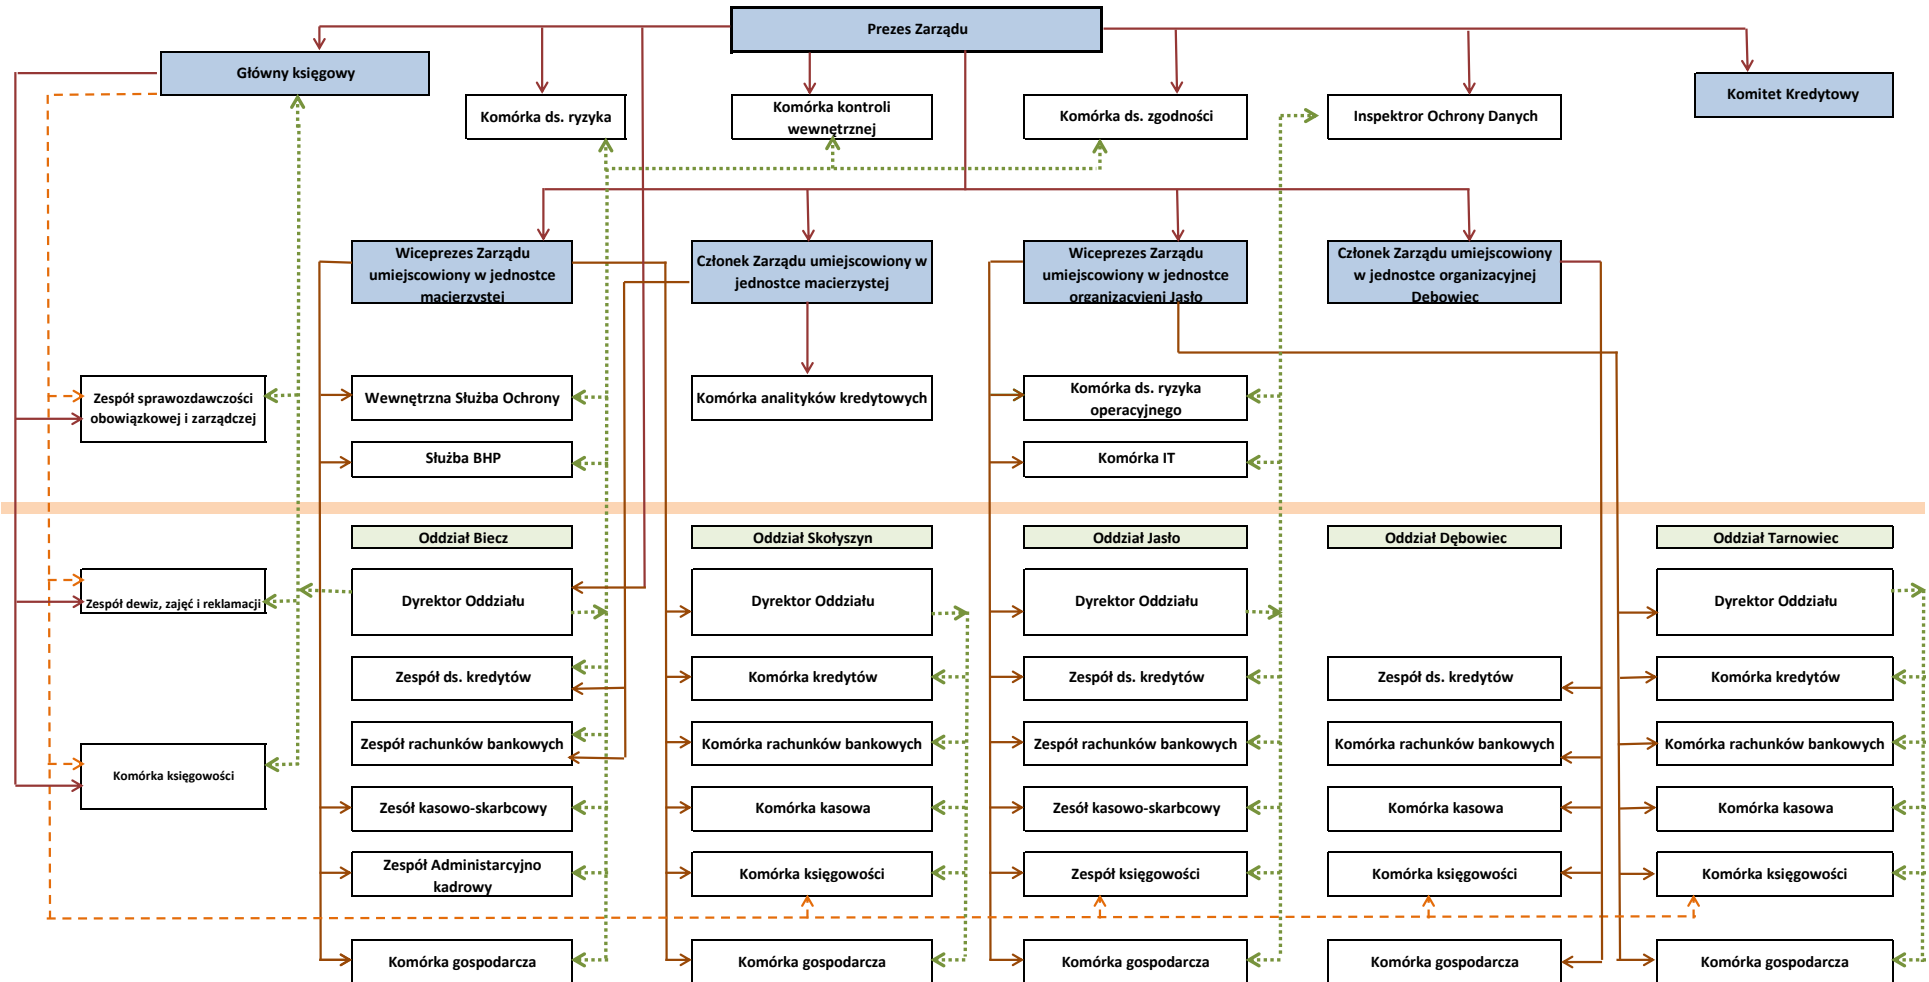 Prezes Zarządu
Główny księgowy
Komitet Kredytowy
Komórka ds. ryzyka
Komórka kontroli
wewnętrznej
Komórka ds. zgodności
Inspektror Ochrony Danych
Wiceprezes Zarządu
umiejscowiony w jednostce
macierzystej
Członek Zarządu umiejscowiony w
jednostce macierzystej
Wiceprezes Zarządu
umiejscowiony w jednostce
organizacyjenj Jasło
Członek Zarządu umiejscowiony
w jednostce organizacyjnej
Dębowiec
Zespół sprawozdawczości
obowiązkowej i zarządczej
Wewnętrzna Służba Ochrony
Komórka analityków kredytowych
Komórka ds. ryzyka
operacyjnego
Służba BHP
Komórka IT
Oddział Biecz
Oddział Skołyszyn
Oddział Jasło
Oddział Dębowiec
Oddział Tarnowiec
Zespół dewiz, zajęć i reklamacji
Dyrektor Oddziału
Dyrektor Oddziału
Dyrektor Oddziału
Dyrektor Oddziału
Zespół ds. kredytów
Komórka kredytów
Zespół ds. kredytów
Zespół ds. kredytów
Komórka kredytów
Zespół rachunków bankowych
Komórka rachunków bankowych
Zespół rachunków bankowych
Komórka rachunków bankowych
Komórka rachunków bankowych
Komórka księgowości
Zesół kasowo-skarbcowy
Komórka kasowa
Zesół kasowo-skarbcowy
Komórka kasowa
Komórka kasowa
Zespół Administarcyjno
kadrowy
Komórka księgowości
Zespół księgowości
Komórka księgowości
Komórka księgowości
Komórka gospodarcza
Komórka gospodarcza
Komórka gospodarcza
Komórka gospodarcza
Komórka gospodarcza